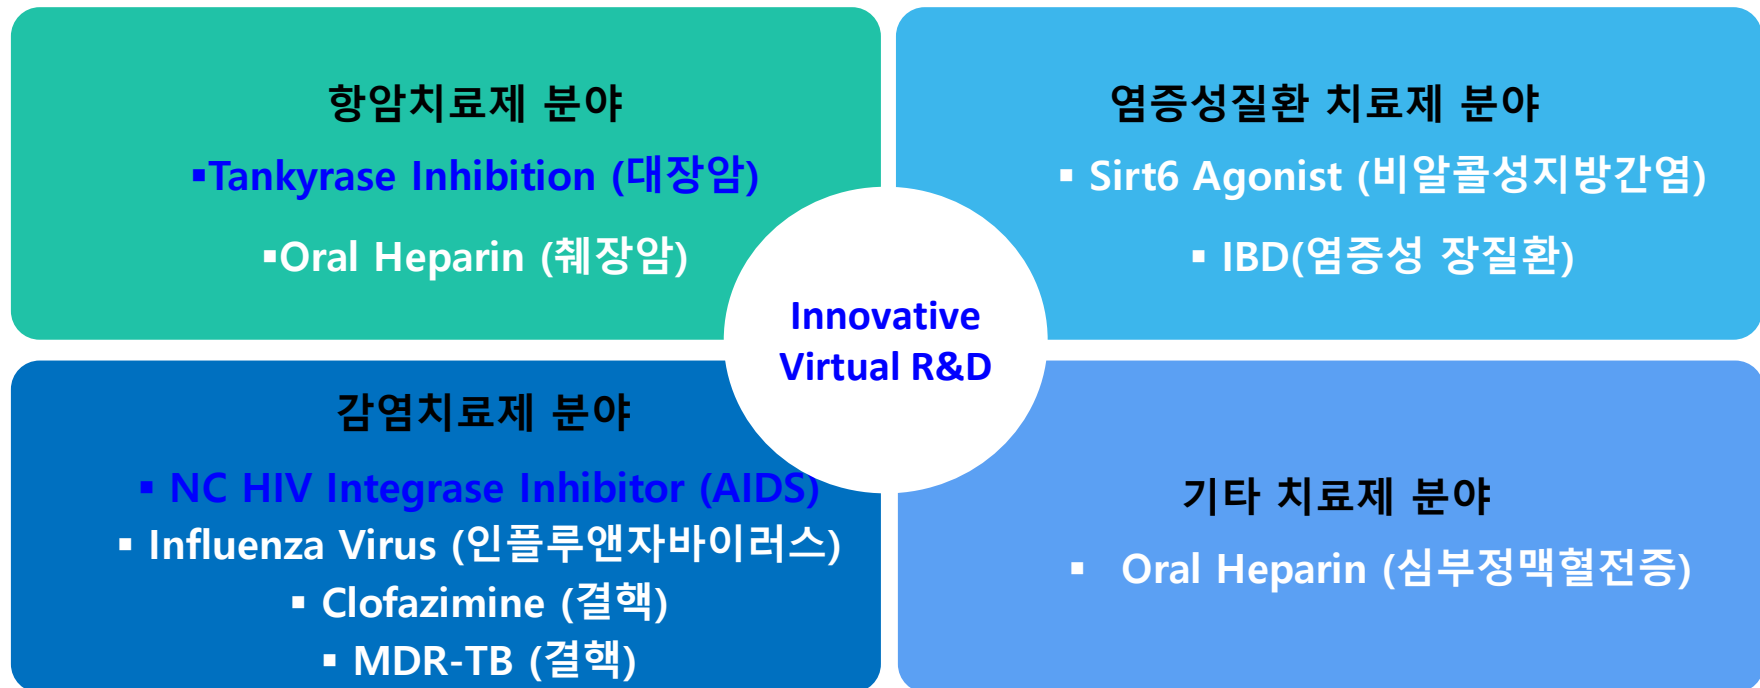 항암치료제 분야
▪Tankyrase Inhibition (대장암)
▪Oral Heparin (췌장암)
염증성질환 치료제 분야
▪ Sirt6 Agonist (비알콜성지방간염)
▪ IBD(염증성 장질환)
Innovative
Virtual R&D
감염치료제 분야
▪ NC HIV Integrase Inhibitor (AIDS)
▪ Influenza Virus (인플루앤자바이러스)
▪ Clofazimine (결핵)
▪ MDR-TB (결핵)
기타 치료제 분야
▪ Oral Heparin (심부정맥혈전증)